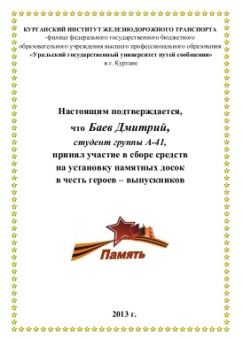 КУРГАНСКИЙ ИНСТИТУТ ЖЕЛЕЗНОДОРОЖНОГО ТРАНСПОРТА
-филиал федерального государственного бюджетного
образовательного учреждения высшего профессионального образования
«Уральский государственный университет путей сообщения»
в г. Кургане
Настоящим подтверждается,
что Баев Дмитрий,
студент группы А-41,
принял участие в сборе средств
на установку памятных досок
в честь героев – выпускников
Память
2013 г.